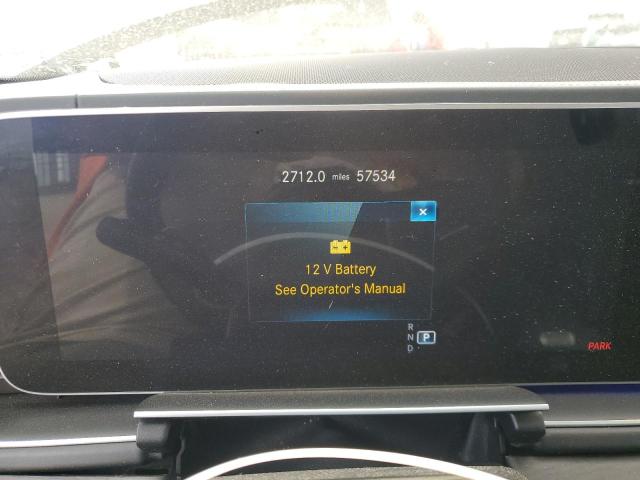 2712.0 miles 57534
×
12 V Battery
See Operator's Manual
R
N P
D
PARK